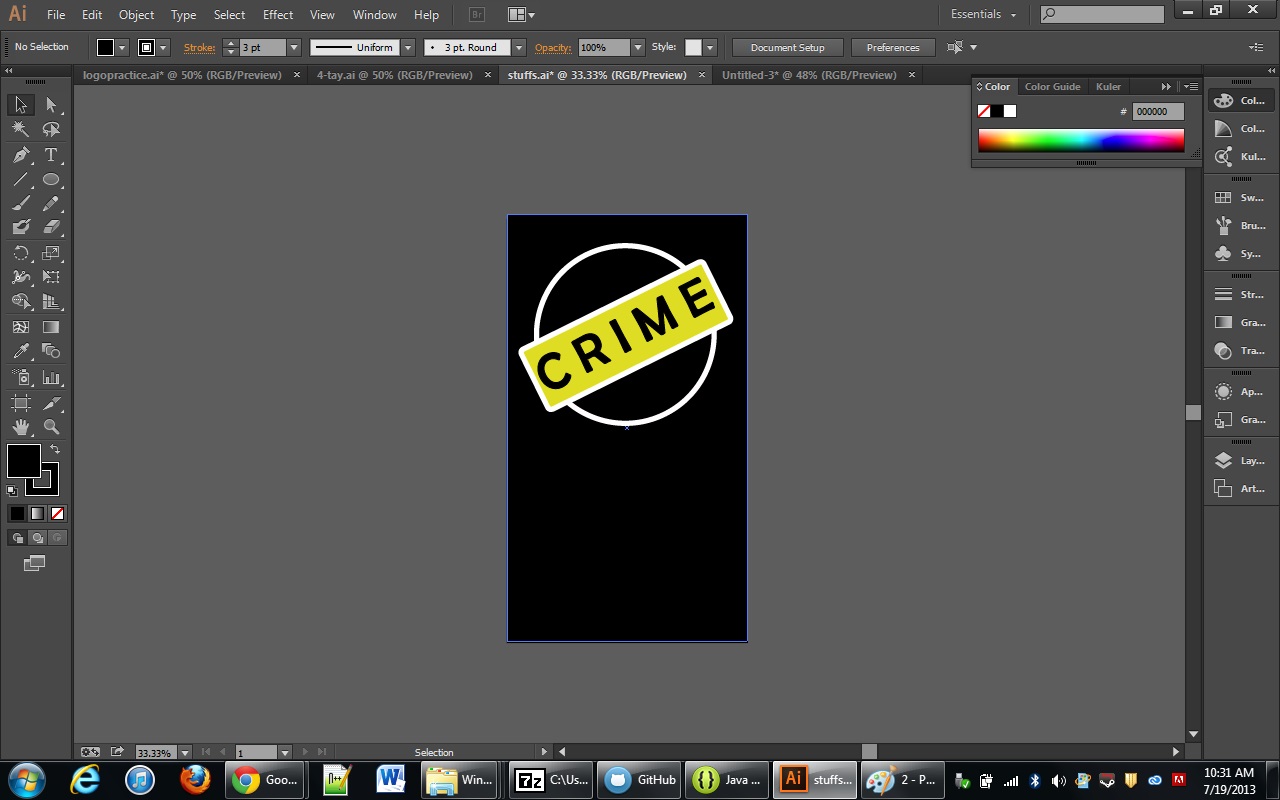 Ai File Edit Object Type Select Effect View Window Help Br Essentials
No Selection Stroke: 3 pt Uniform 3 pt. Round Opacity: 100% Style: Document Setup Preferences
logopractice.ai* @ 50% (RGB/Preview) × 4-tay.ai @ 50% (RGB/Preview) × stuffs.ai* @ 33.33% (RGB/Preview) × Untitled-3* @ 48% (RGB/Preview) ×
Color Color Guide Kuler
# 000000
Col...
Col...
Kul...
Sw...
Bru...
Sy...
Str...
Gra...
Tra...
Ap...
Gra...
Lay...
Art...
CRIME
33.33% 1 Selection
Goo... Win... 7z C:\Us... GitHub Java ... Ai stuffs... 2 - P...
10:31 AM
7/19/2013